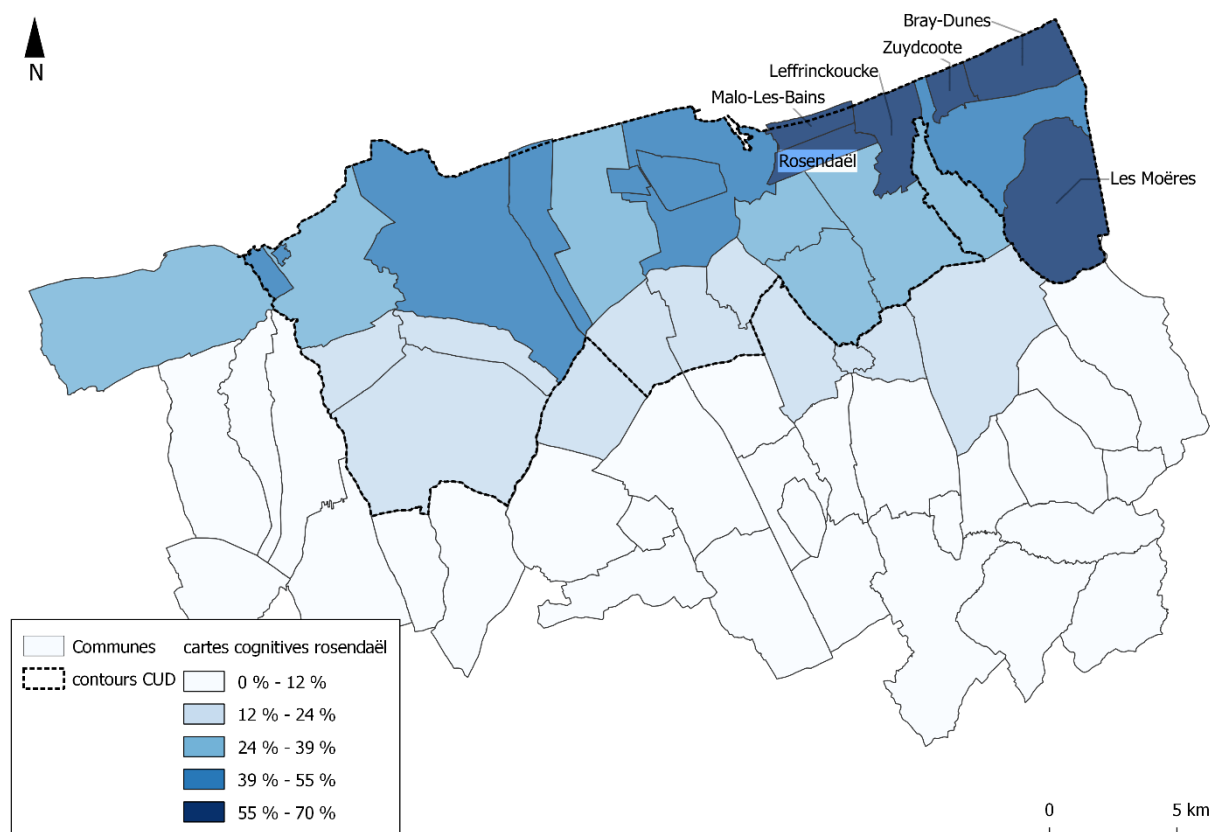 Bray-Dunes
Zuydcoote
Leffrinckoucke
Malo-Les-Bains
Rosendaël
Les Moëres
N
Communes
contours CUD
cartes cognitives rosendaël
0 % - 12 %
12 % - 24 %
24 % - 39 %
39 % - 55 %
55 % - 70 %
0
5 km